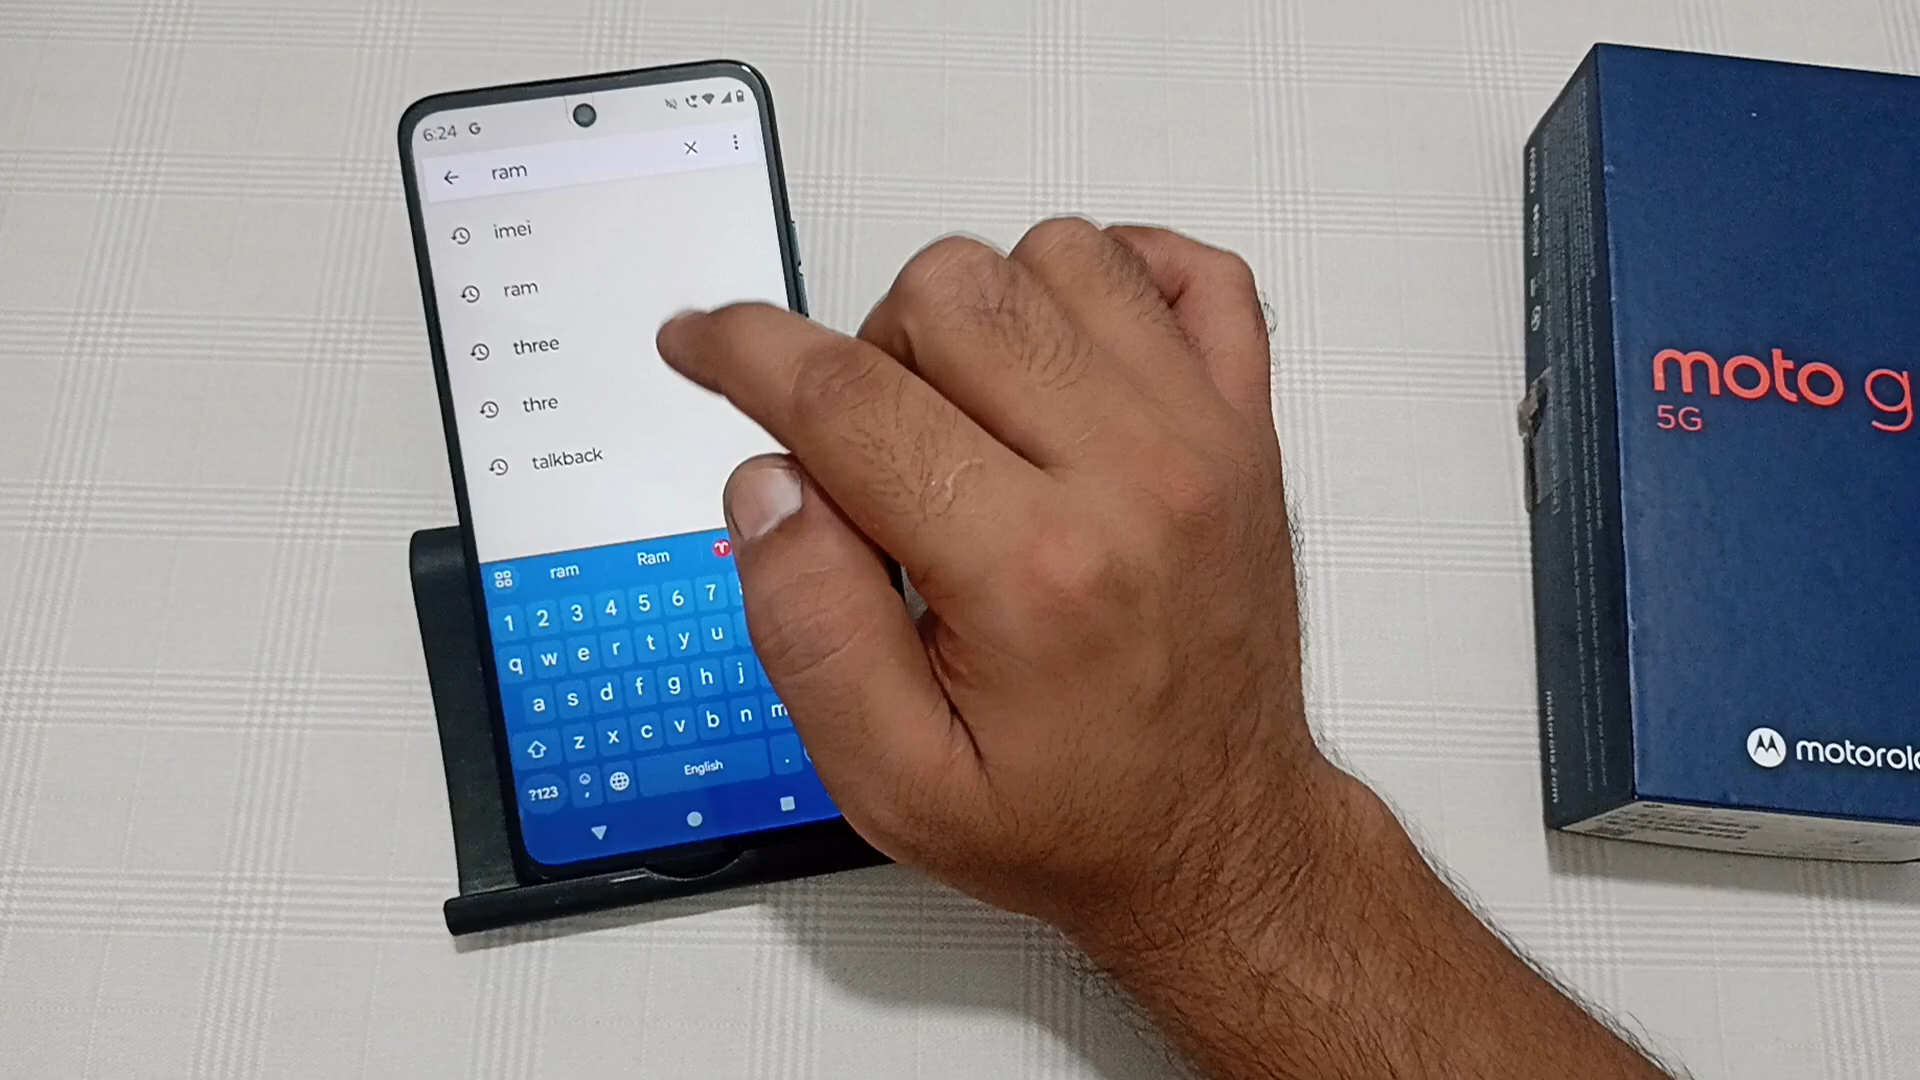 6:24 G
ram
imei
ram
three
thre
talkback
ram Ram
1 2 3 4 5 6 7
q w e r t y u
a s d f g h j
z x c v b n m
?123 , English .
moto g
5G
motorola